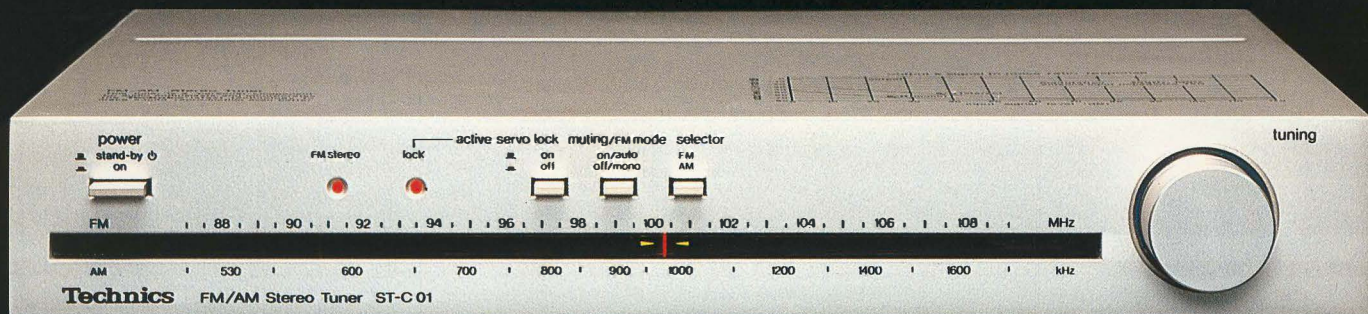 power
stand-by
on
FM stereo
lock
active servo lock
on
off
muting/FM mode
on/auto
off/mono
selector
FM
AM
tuning
FM 88 90 92 94 96 98 100 102 104 106 108 MHz
AM 530 600 700 800 900 1000 1200 1400 1600 kHz
Technics FM/AM Stereo Tuner ST-C01